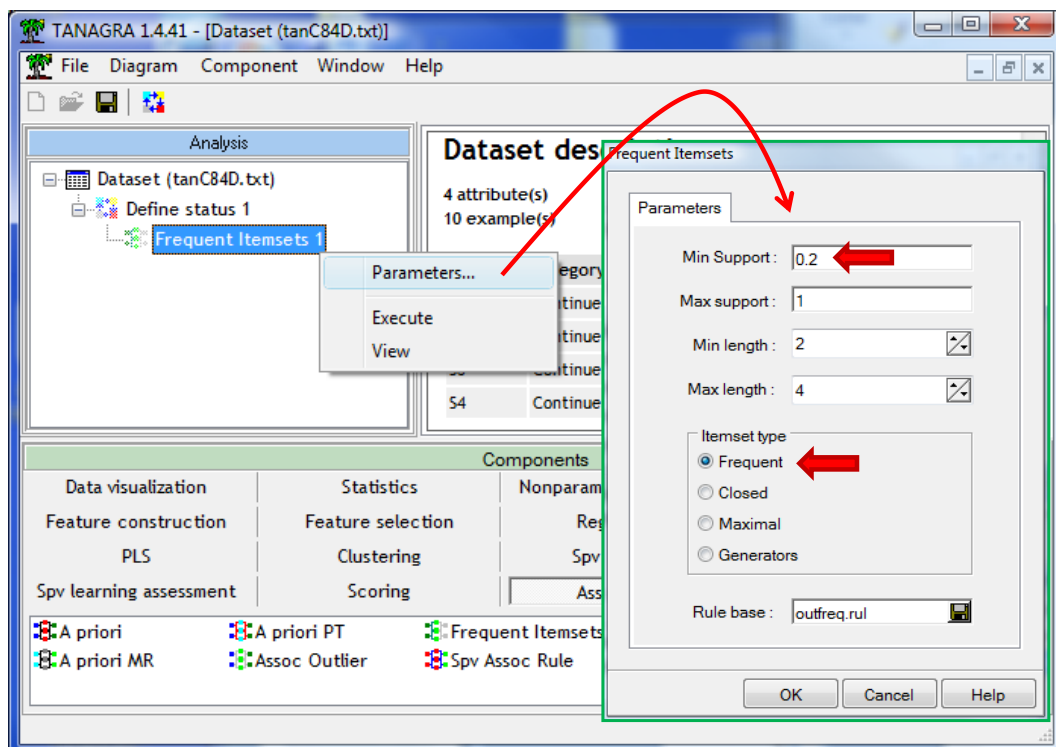 TANAGRA 1.4.41 - [Dataset (tanC84D.txt)]
File Diagram Component Window Help
Analysis
Dataset (tanC84D.txt)
Define status 1
Frequent Itemsets 1
Parameters...
Execute
View
Dataset des
4 attribute(s)
10 example(s)
egory
tinue
tinue
Continue
S4 Continue
Frequent Itemsets
Parameters
Min Support : 0.2
Max support : 1
Min length : 2
Max length : 4
Itemset type
Frequent
Closed
Maximal
Generators
Rule base : outfreq.rul
OK Cancel Help
Components
Data visualization Statistics Nonparam
Feature construction Feature selection Reg
PLS Clustering Spv
Spv learning assessment Scoring Ass
A priori A priori PT Frequent Itemsets
A priori MR Assoc Outlier Spv Assoc Rule